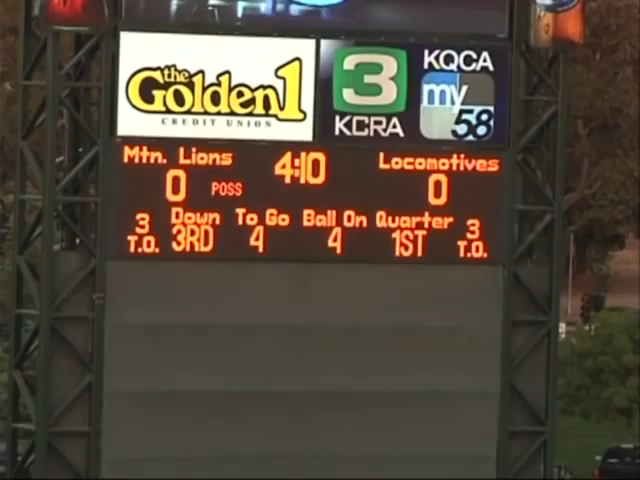 the
Golden 1
CREDIT UNION
3
KCRA
KQCA
my
58
Mtn. Lions 4:10 Locomotives
0 POSS 0
Down To Go Ball On Quarter
3 T.O. 3RD 4 4 1ST 3 T.O.